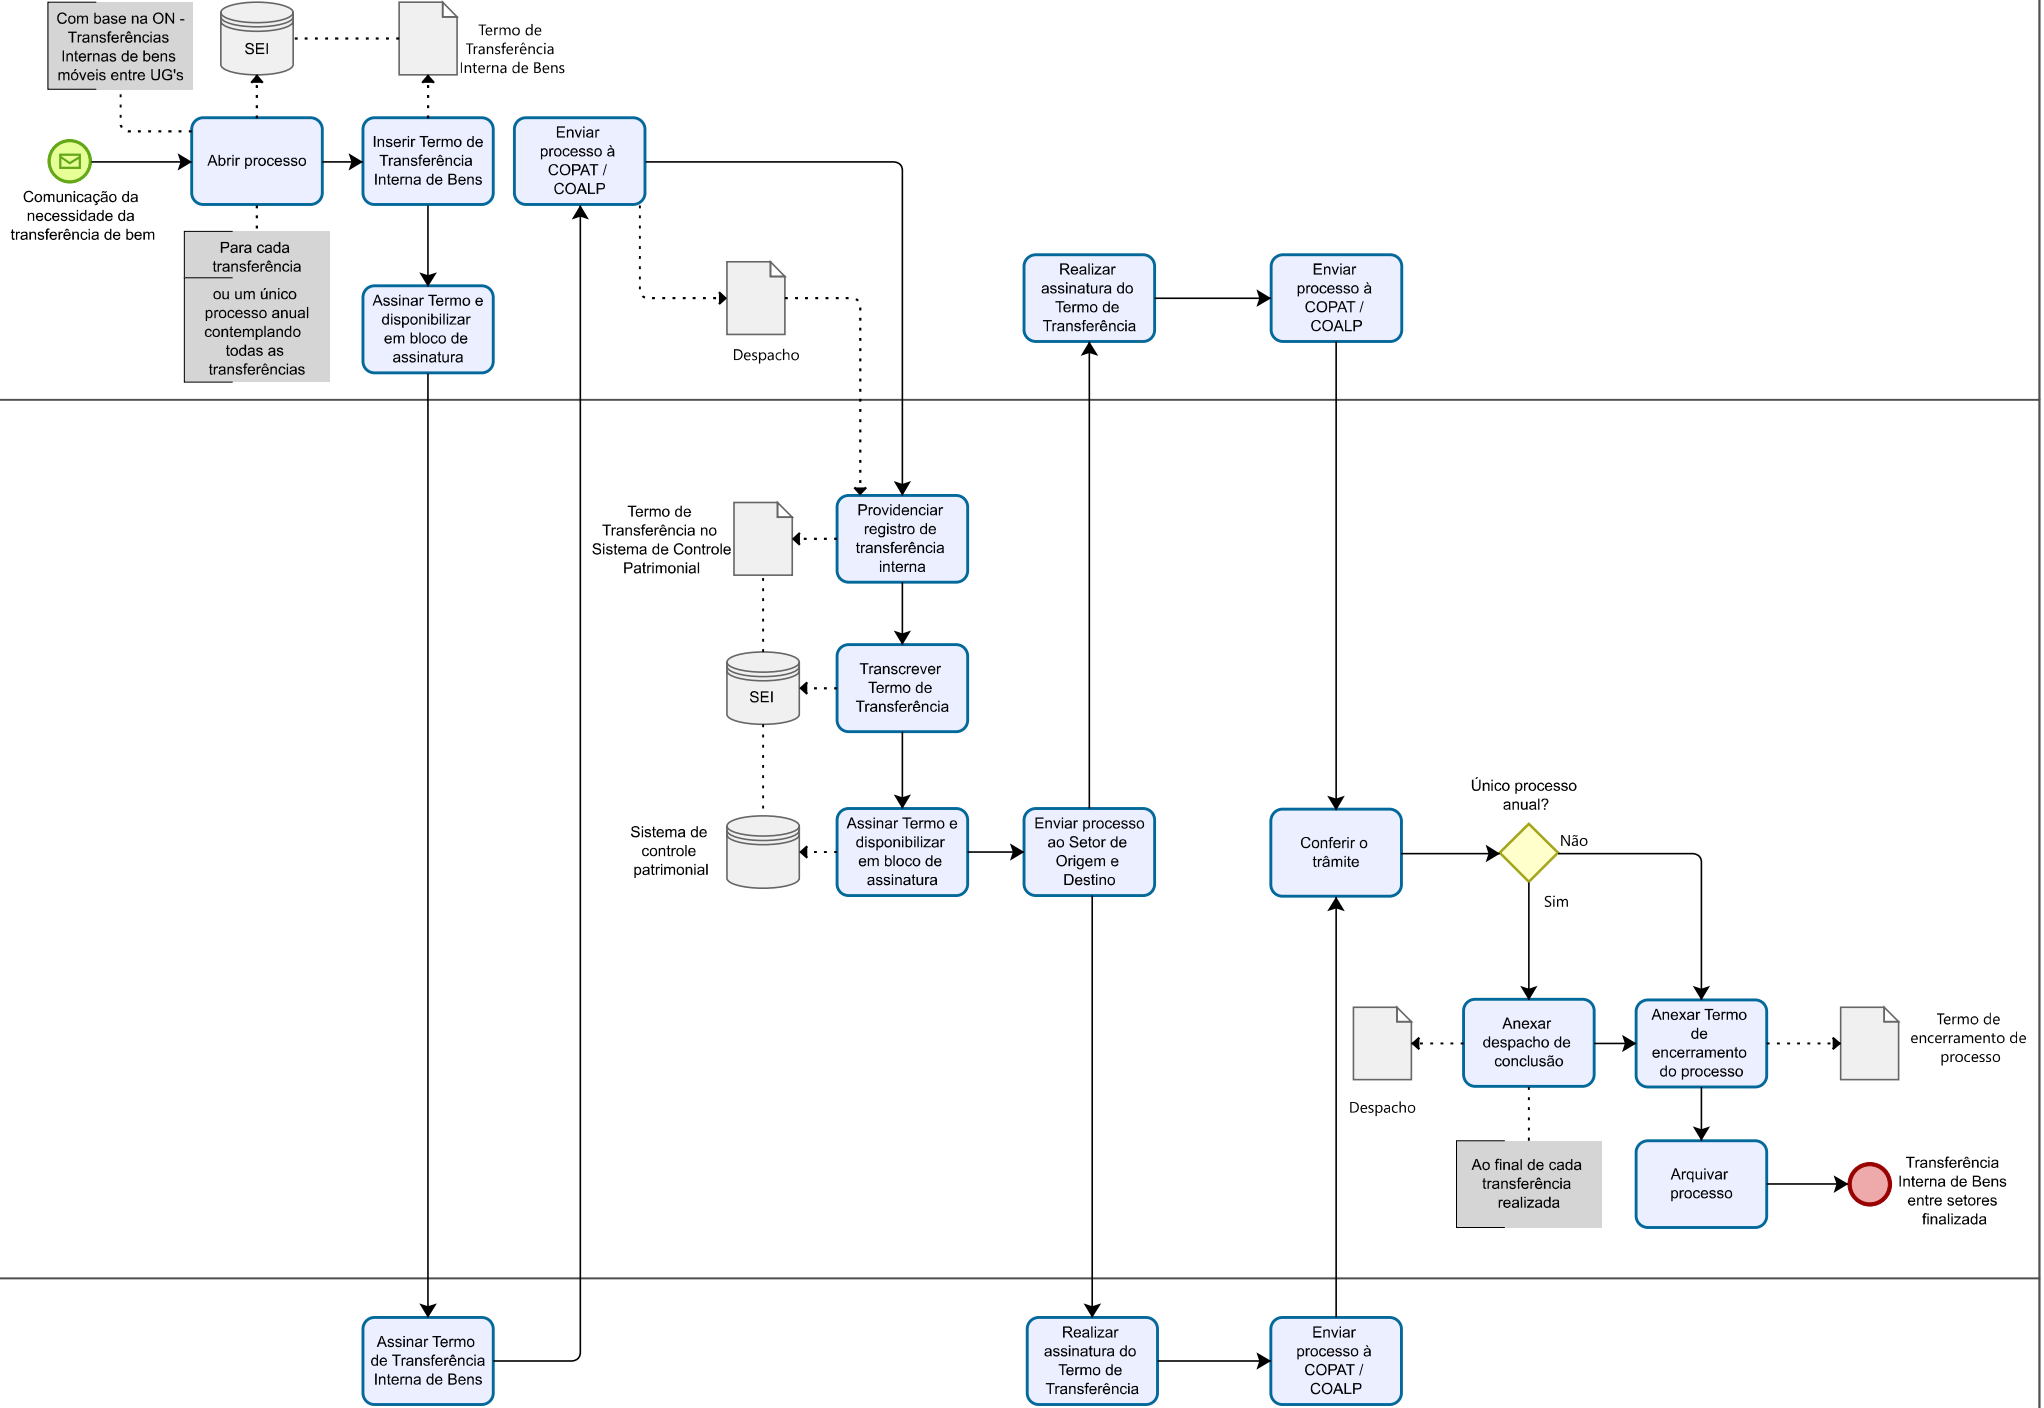 Com base na ON -
Transferências
Internas de bens
móveis entre UG's
SEI
Termo de
Transferência
Interna de Bens
Comunicação da
necessidade da
transferência de bem
Abrir processo
Inserir Termo de
Transferência
Interna de Bens
Enviar
processo à
COPAT /
COALP
Para cada
transferência
ou um único
processo anual
contemplando
todas as
transferências
Assinar Termo e
disponibilizar
em bloco de
assinatura
Despacho
Realizar
assinatura do
Termo de
Transferência
Enviar
processo à
COPAT /
COALP
Termo de
Transferência no
Sistema de Controle
Patrimonial
Providenciar
registro de
transferência
interna
SEI
Transcrever
Termo de
Transferência
Sistema de
controle
patrimonial
Assinar Termo e
disponibilizar
em bloco de
assinatura
Enviar processo
ao Setor de
Origem e
Destino
Conferir o
trâmite
Único processo
anual?
Não
Sim
Despacho
Anexar
despacho de
conclusão
Anexar Termo
de
encerramento
do processo
Termo de
encerramento de
processo
Ao final de cada
transferência
realizada
Arquivar
processo
Transferência
Interna de Bens
entre setores
finalizada
Assinar Termo
de Transferência
Interna de Bens
Realizar
assinatura do
Termo de
Transferência
Enviar
processo à
COPAT /
COALP